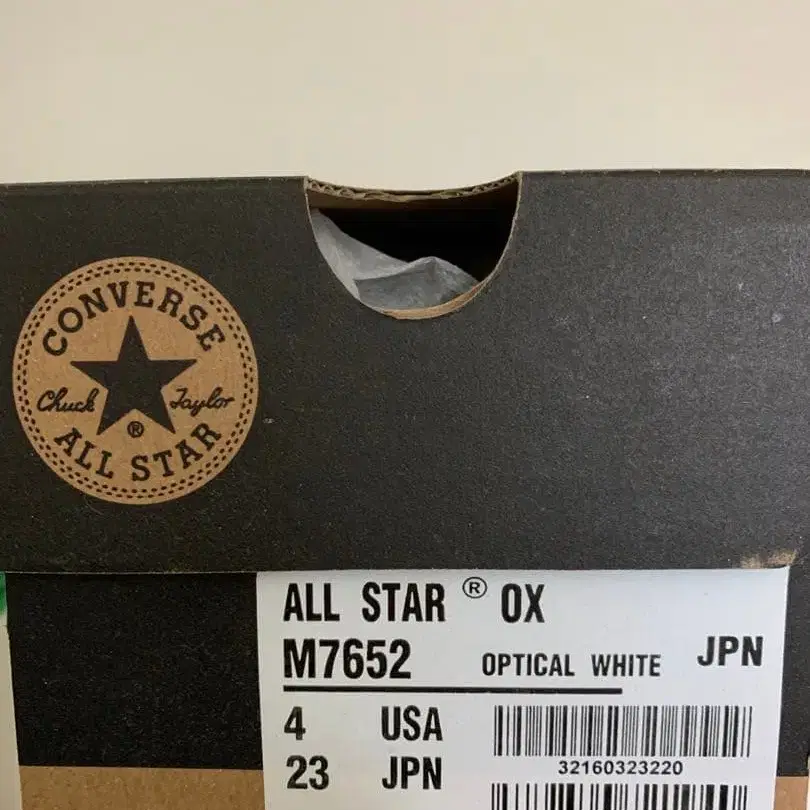 CONVERSE
Chuck Taylor
®
ALL STAR
ALL STAR ® OX
M7652 OPTICAL WHITE JPN
4 USA
23 JPN
32160323220